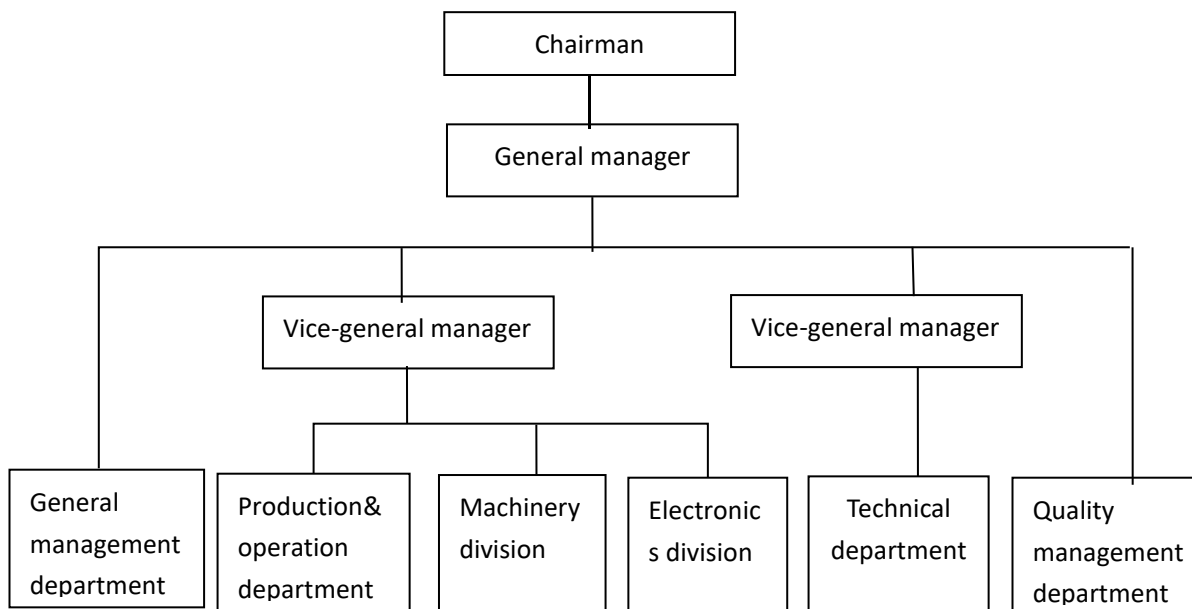 Chairman
General manager
Vice-general manager
Vice-general manager
General
management
department
Production&
operation
department
Machinery
division
Electronic
s division
Technical
department
Quality
management
department